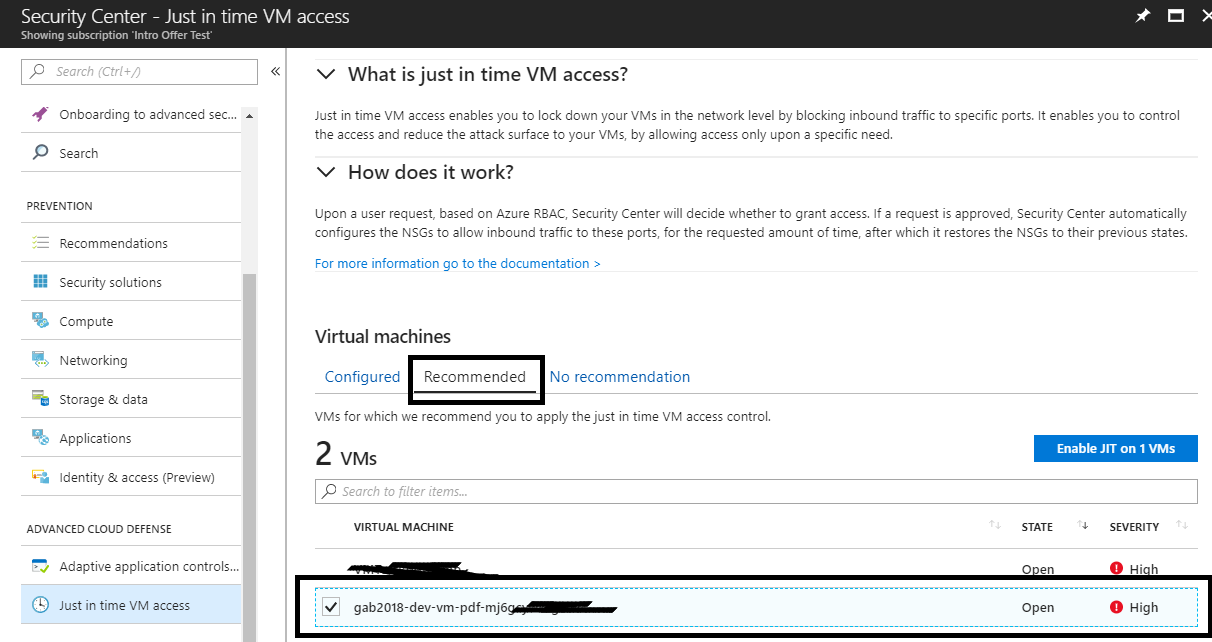 Security Center - Just in time VM access
Showing subscription 'Intro Offer Test'
Search (Ctrl+/)
Onboarding to advanced sec...
Search
PREVENTION
Recommendations
Security solutions
Compute
Networking
Storage & data
Applications
Identity & access (Preview)
ADVANCED CLOUD DEFENSE
Adaptive application controls...
Just in time VM access
What is just in time VM access?
Just in time VM access enables you to lock down your VMs in the network level by blocking inbound traffic to specific ports. It enables you to control
the access and reduce the attack surface to your VMs, by allowing access only upon a specific need.
How does it work?
Upon a user request, based on Azure RBAC, Security Center will decide whether to grant access. If a request is approved, Security Center automatically
configures the NSGs to allow inbound traffic to these ports, for the requested amount of time, after which it restores the NSGs to their previous states.
For more information go to the documentation >
Virtual machines
Configured Recommended No recommendation
VMs for which we recommend you to apply the just in time VM access control.
2 VMs
Enable JIT on 1 VMs
Search to filter items...
VIRTUAL MACHINE STATE SEVERITY
Open High
gab2018-dev-vm-pdf-mj6g Open High